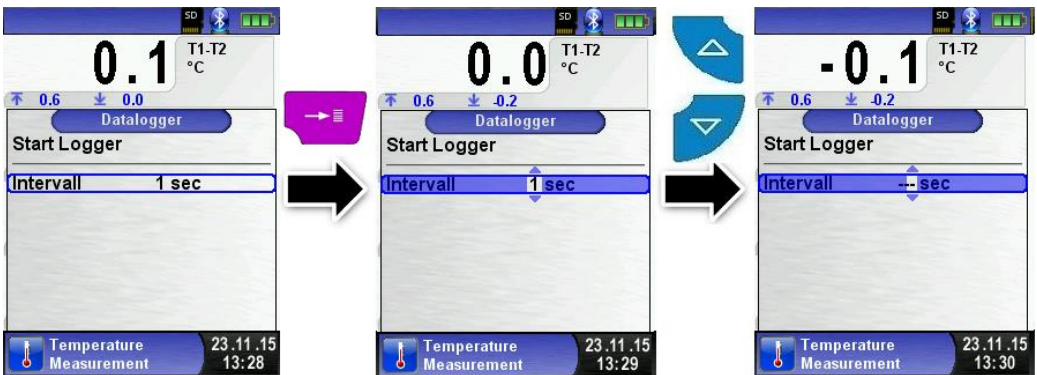 SD
0.1 T1-T2
°C
0.6 0.0
Datalogger
Start Logger
Intervall 1 sec
Temperature 23.11.15
Measurement 13:28
SD
0.0 T1-T2
°C
0.6 -0.2
Datalogger
Start Logger
Intervall 1 sec
Temperature 23.11.15
Measurement 13:29
SD
-0.1 T1-T2
°C
0.6 -0.2
Datalogger
Start Logger
Intervall --- sec
Temperature 23.11.15
Measurement 13:30